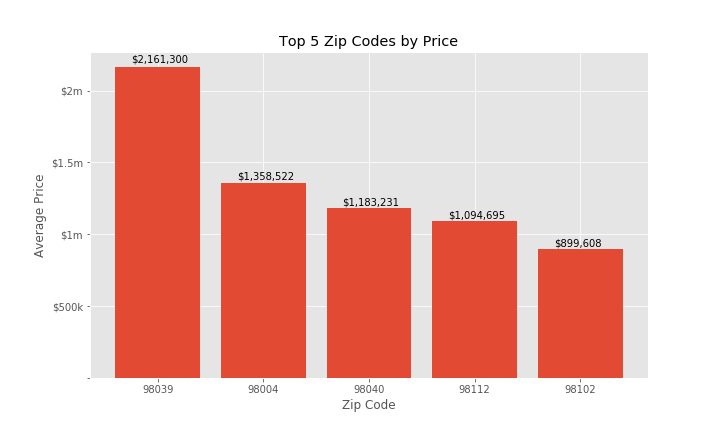 Top 5 Zip Codes by Price
$2,161,300
$2m
$1.5m
$1,358,522
$1,183,231
$1,094,695
$1m
$899,608
$500k
Average Price
98039 98004 98040 98112 98102
Zip Code